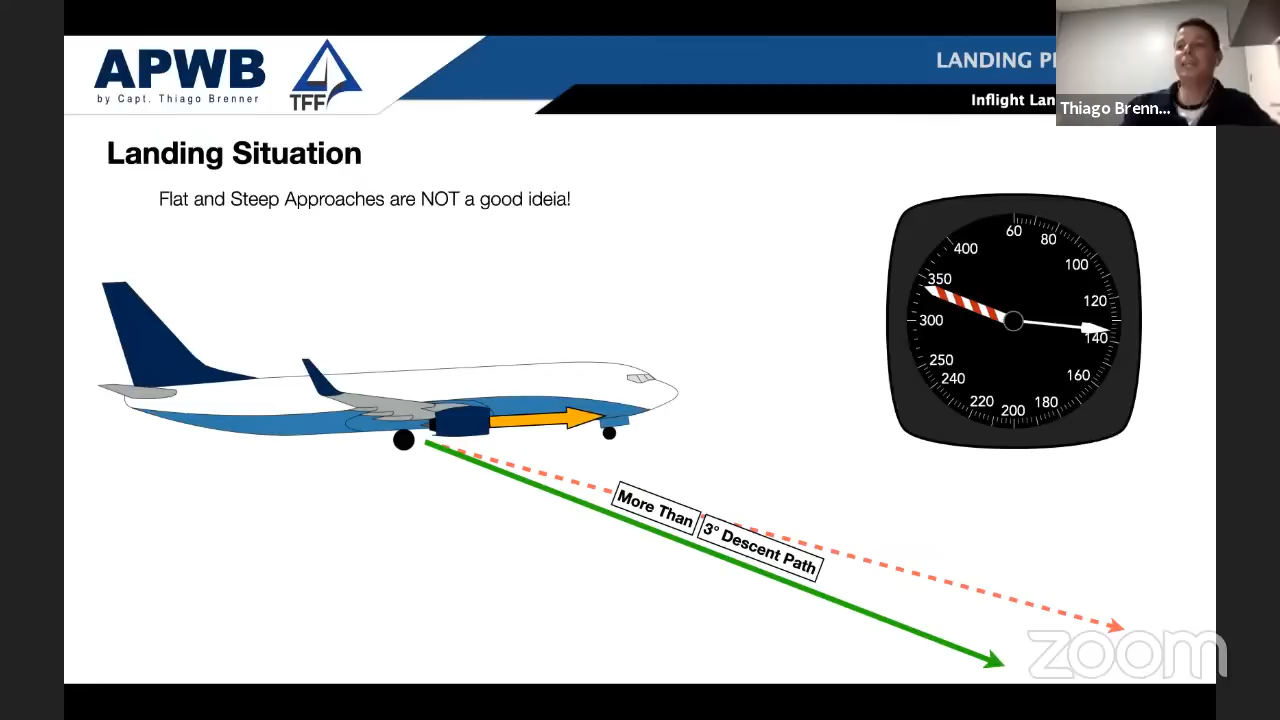 APWB
by Capt. Thiago Brenner
TFF
LANDING P
Inflight Lan
Thiago Brenn...
Landing Situation
Flat and Steep Approaches are NOT a good ideia!
60
80
100
120
140
160
180
200
220
240
250
300
350
400
More Than
3° Descent Path
zoom